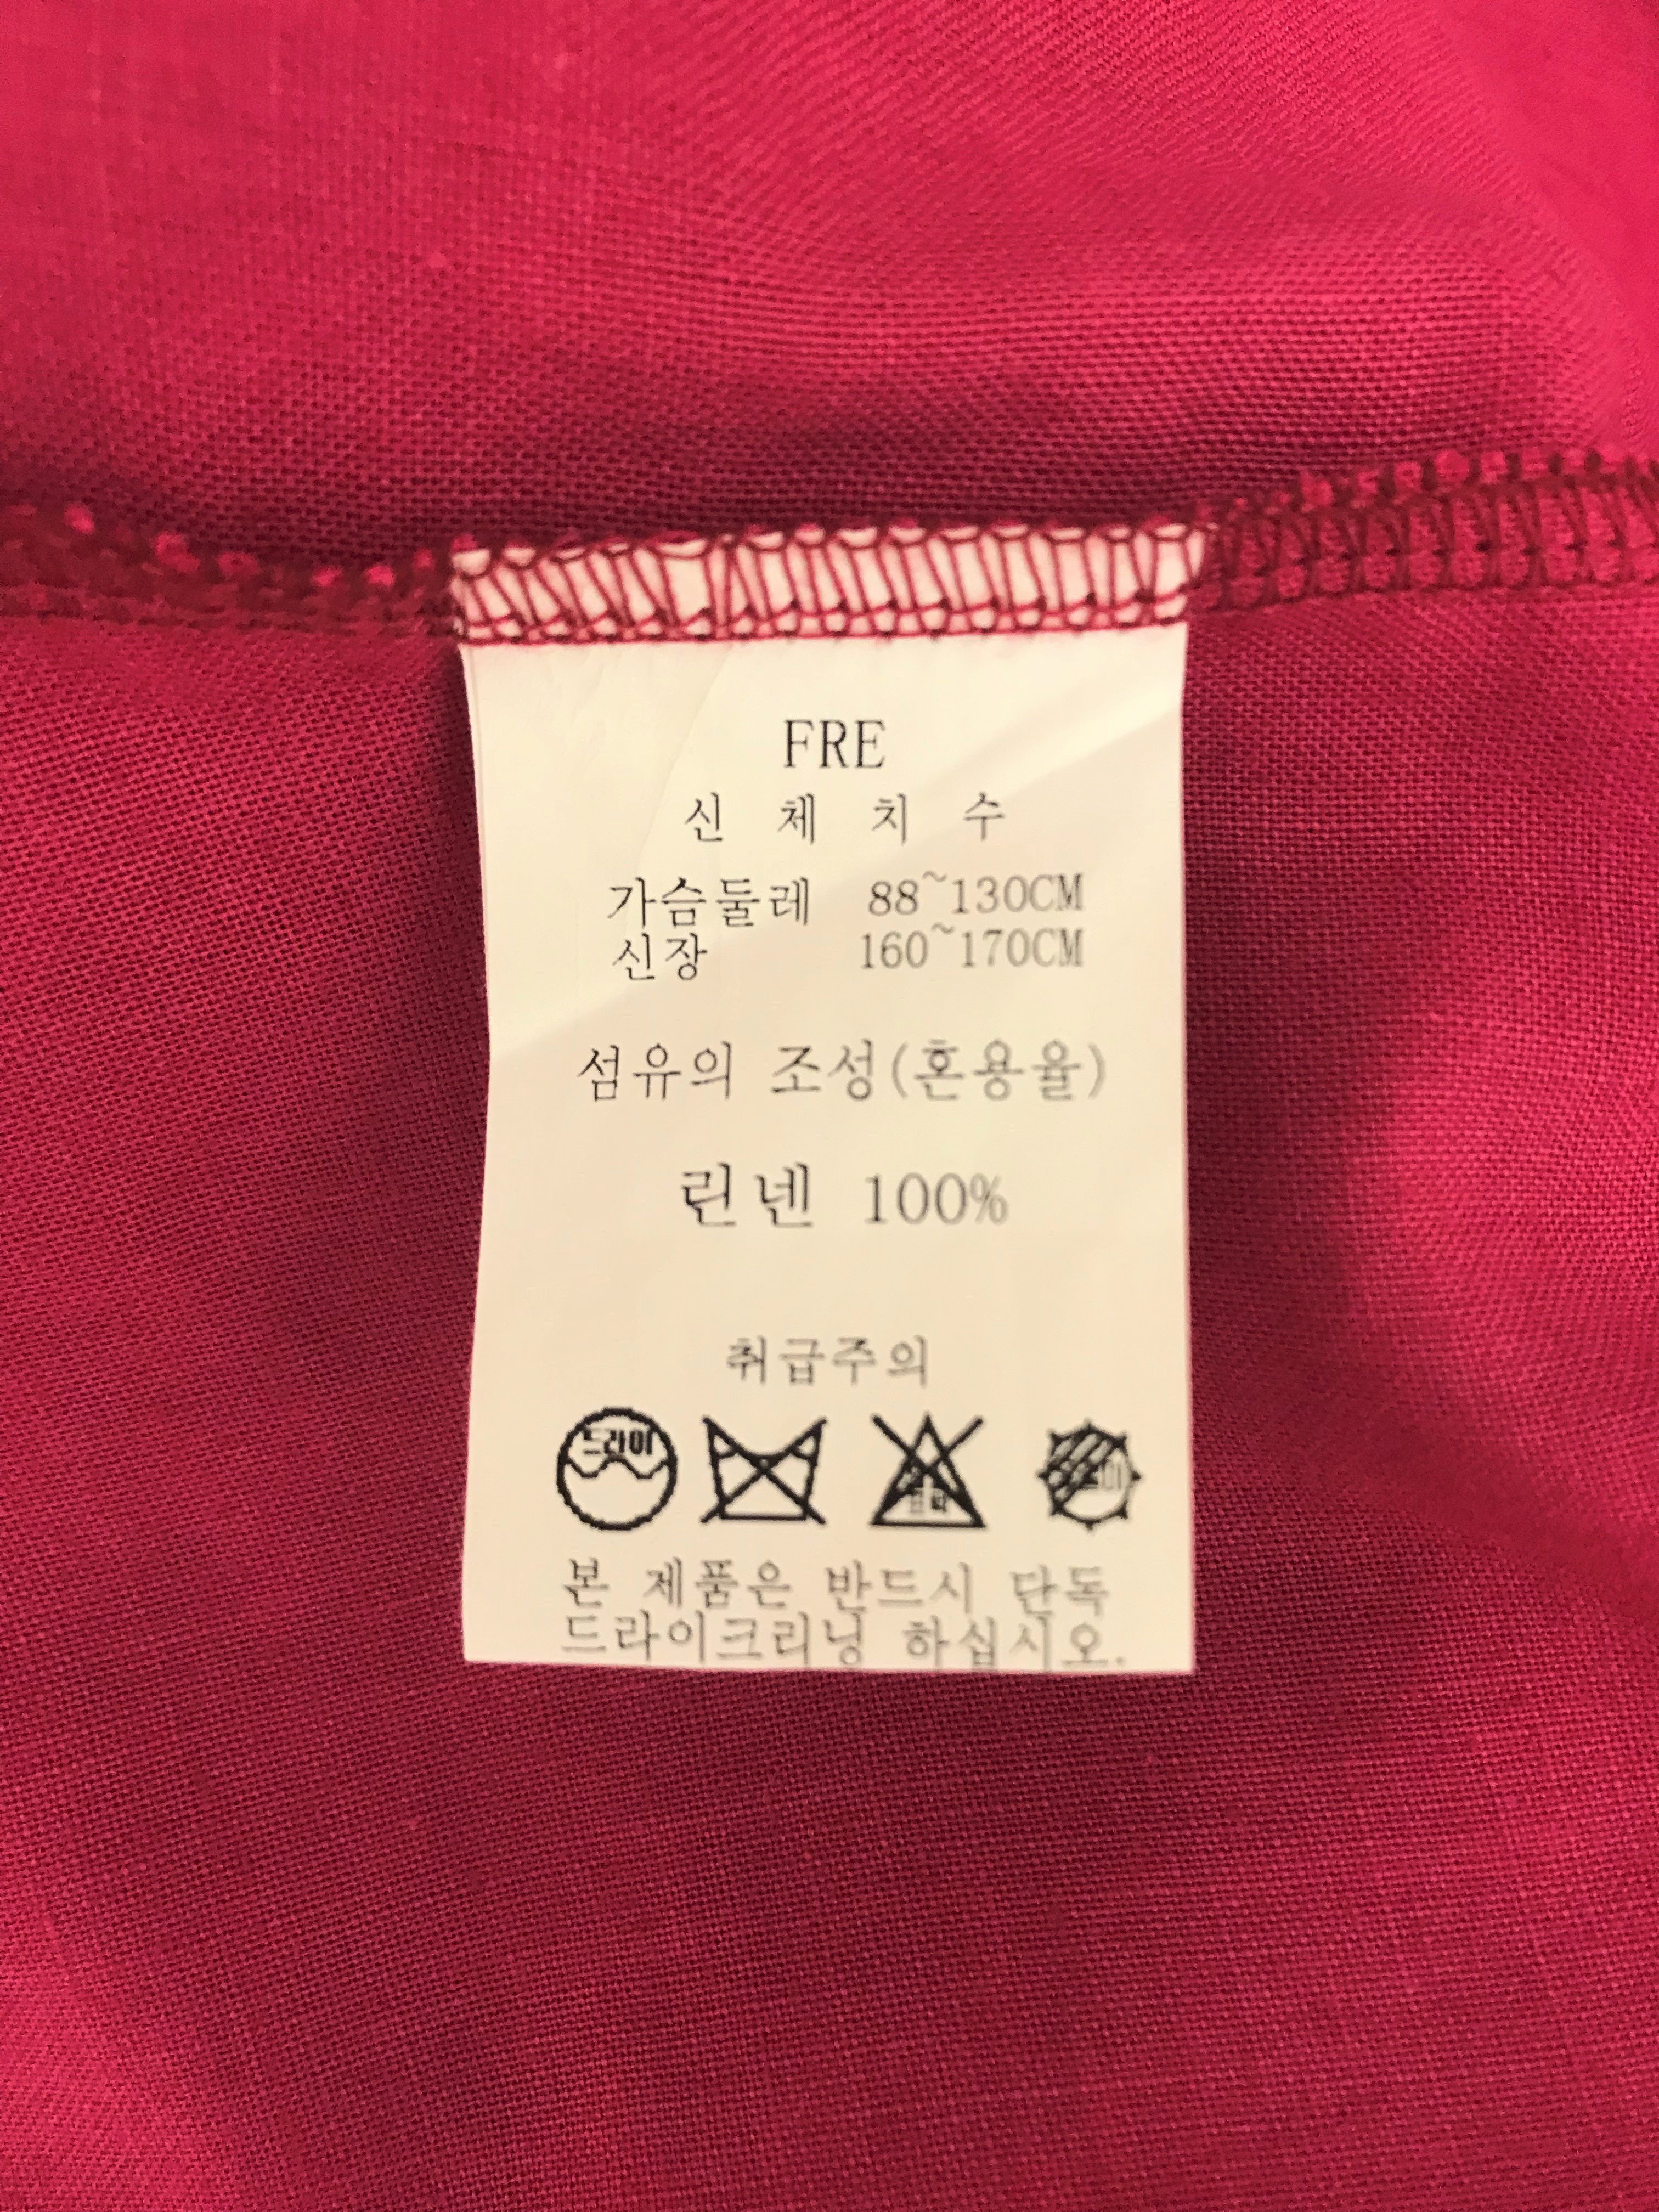 FRE
신 체 치 수
가슴둘레 88~130CM
신장 160~170CM
섬유의 조성(혼용율)
린넨 100%
취급주의
드라이
본 제품은 반드시 단독
드라이크리닝 하십시오.